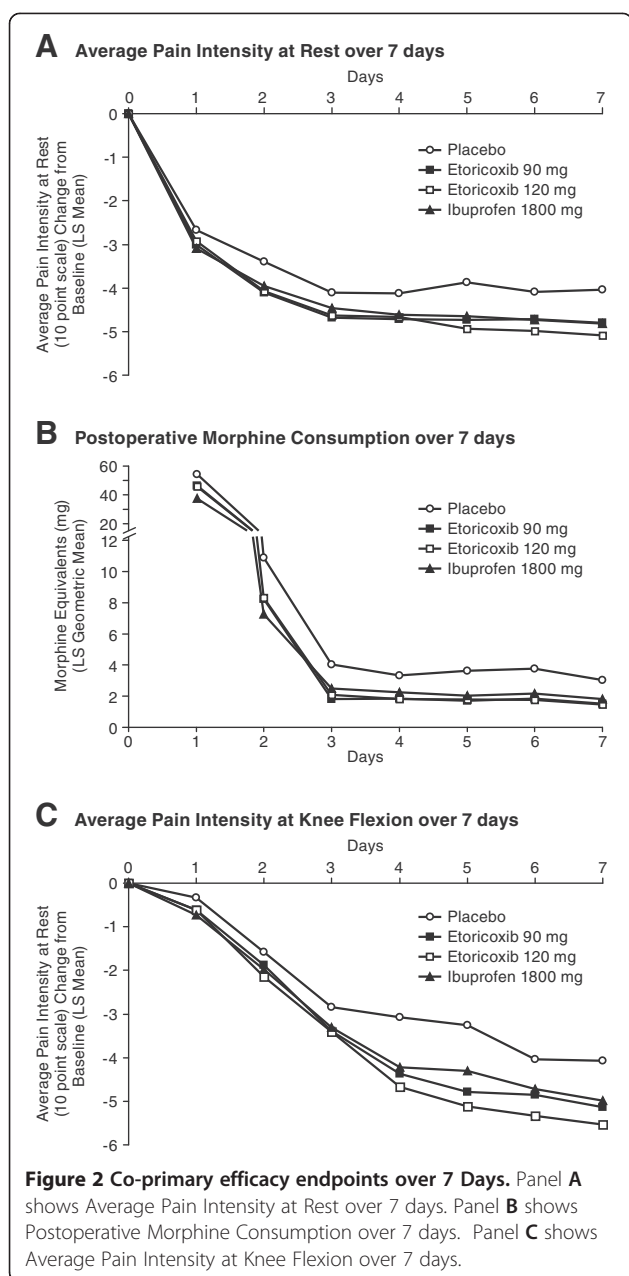 A Average Pain Intensity at Rest over 7 days
Days
0 1 2 3 4 5 6 7
0
-1
-2
-3
-4
-5
-6
Average Pain Intensity at Rest
(10 point scale) Change from
Baseline (LS Mean)
Placebo
Etoricoxib 90 mg
Etoricoxib 120 mg
Ibuprofen 1800 mg
B Postoperative Morphine Consumption over 7 days
60
40
20
12
10
8
6
4
2
0
Morphine Equivalents (mg)
(LS Geometric Mean)
Placebo
Etoricoxib 90 mg
Etoricoxib 120 mg
Ibuprofen 1800 mg
0 1 2 3 4 5 6 7
Days
C Average Pain Intensity at Knee Flexion over 7 days
Days
0 1 2 3 4 5 6 7
0
-1
-2
-3
-4
-5
-6
Average Pain Intensity at Rest
(10 point scale) Change from
Baseline (LS Mean)
Placebo
Etoricoxib 90 mg
Etoricoxib 120 mg
Ibuprofen 1800 mg
Figure 2 Co-primary efficacy endpoints over 7 Days. Panel A
shows Average Pain Intensity at Rest over 7 days. Panel B shows
Postoperative Morphine Consumption over 7 days. Panel C shows
Average Pain Intensity at Knee Flexion over 7 days.